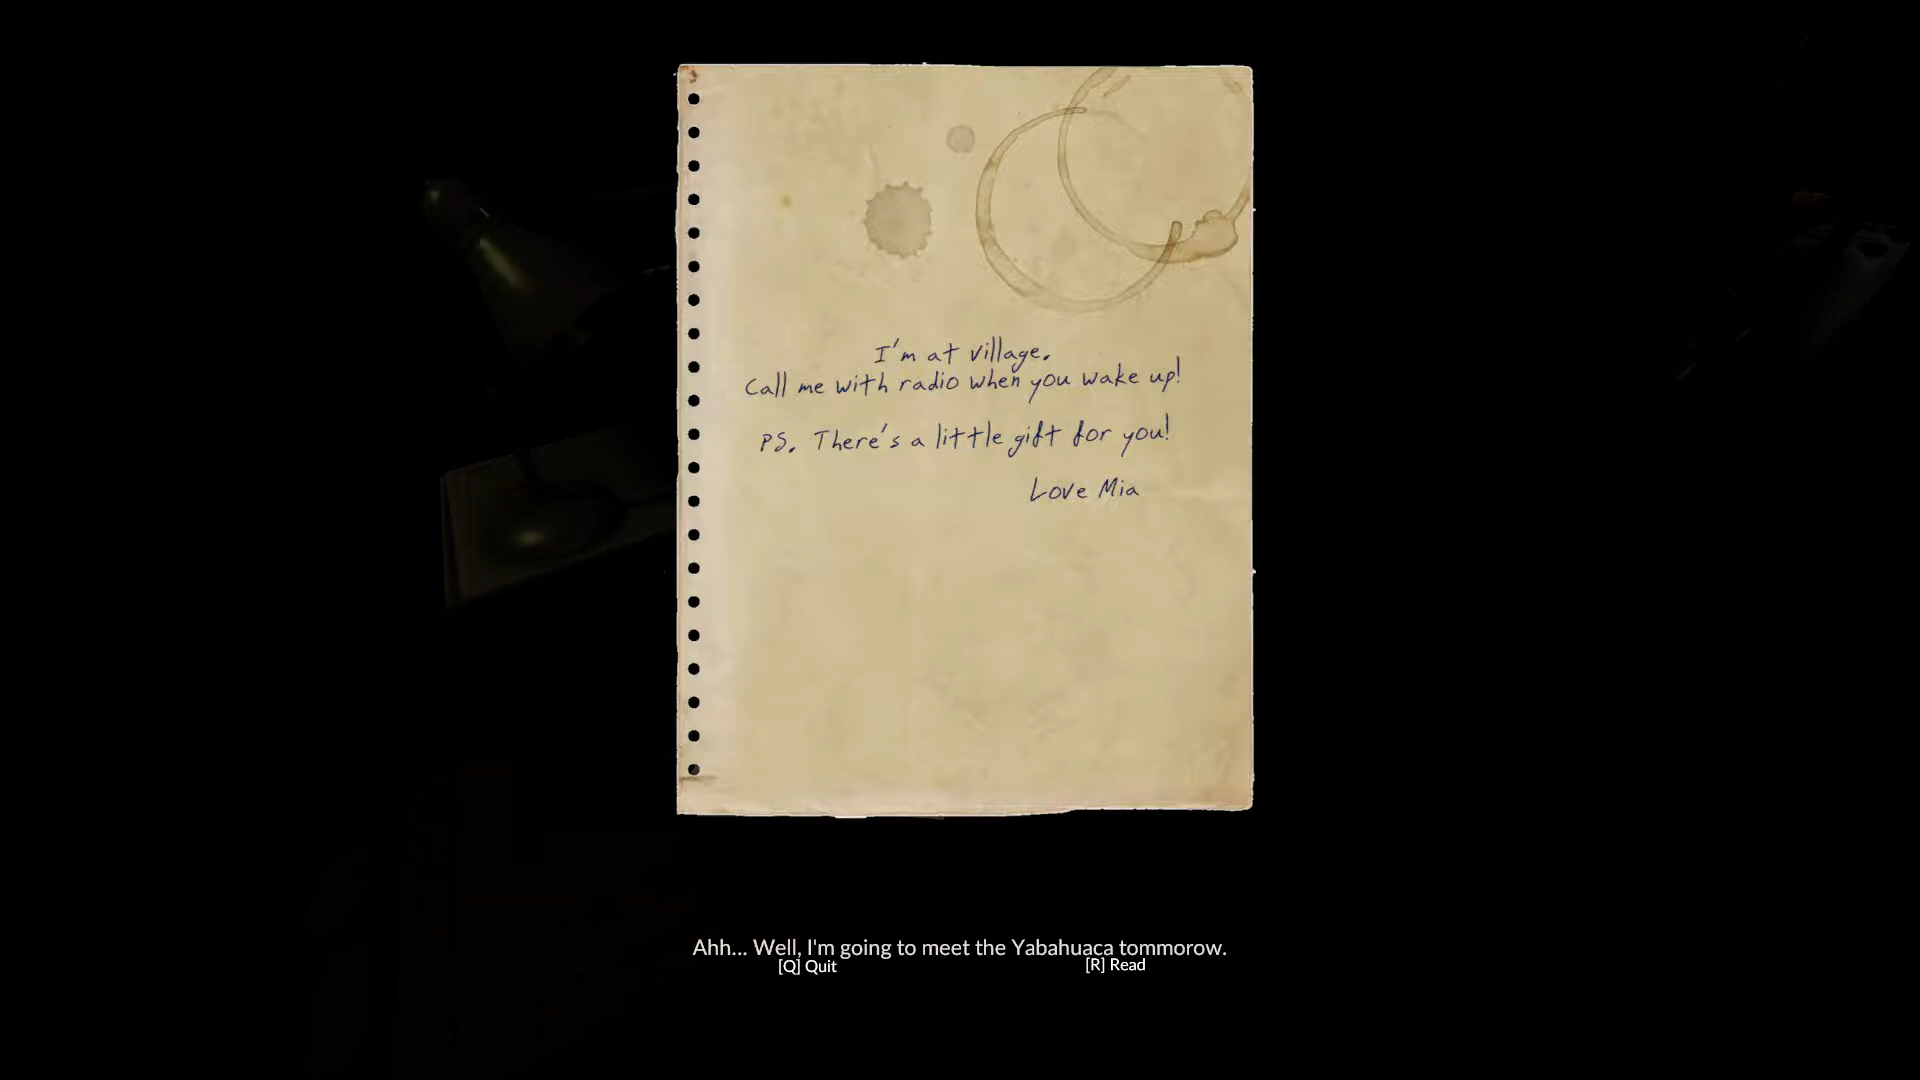 I'm at village.
Call me with radio when you wake up!
PS. There's a little gift for you!
Love Mia
Ahh... Well, I'm going to meet the Yabahuaca tommorow.
[Q] Quit
[R] Read